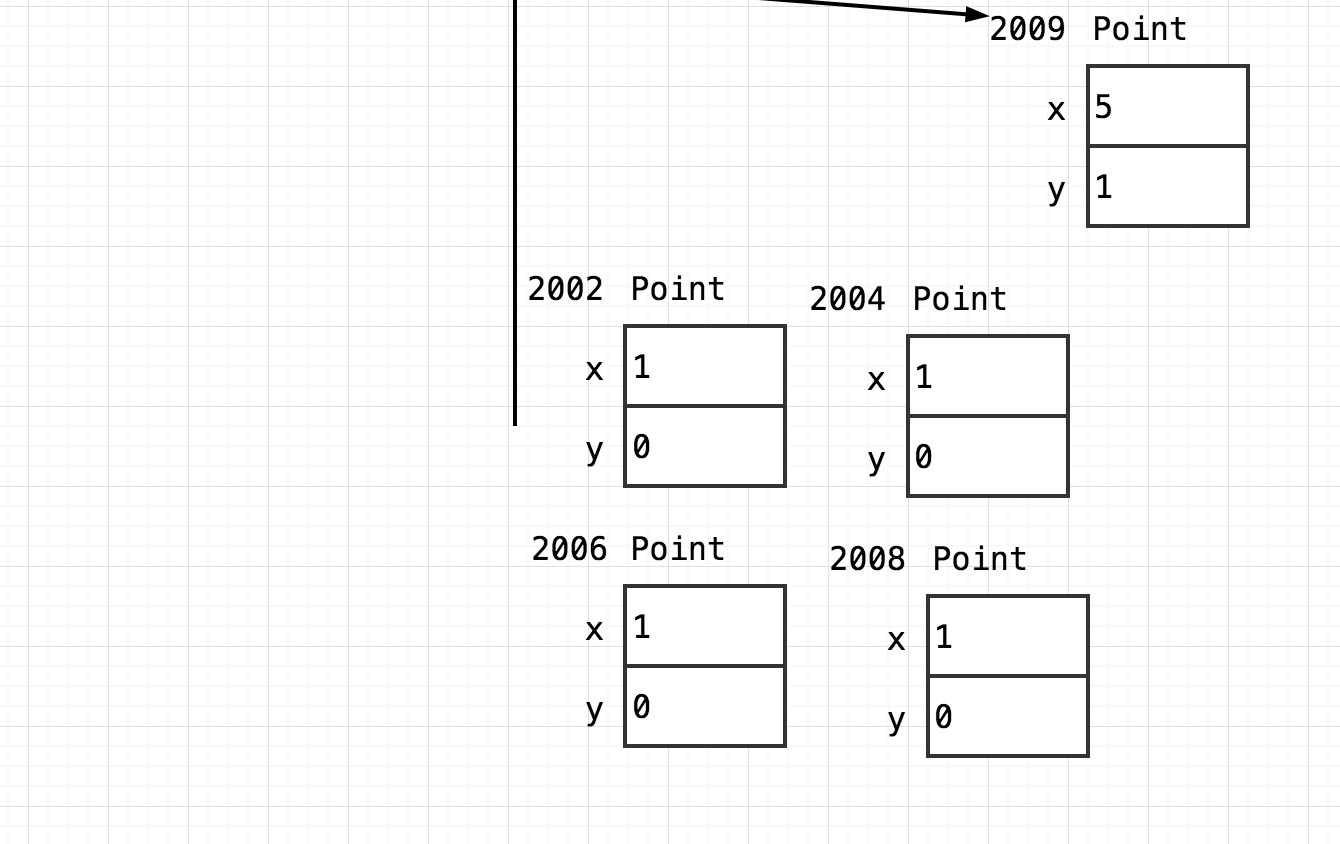 2009 Point
x 5
y 1
2002 Point
x 1
y 0
2004 Point
x 1
y 0
2006 Point
x 1
y 0
2008 Point
x 1
y 0